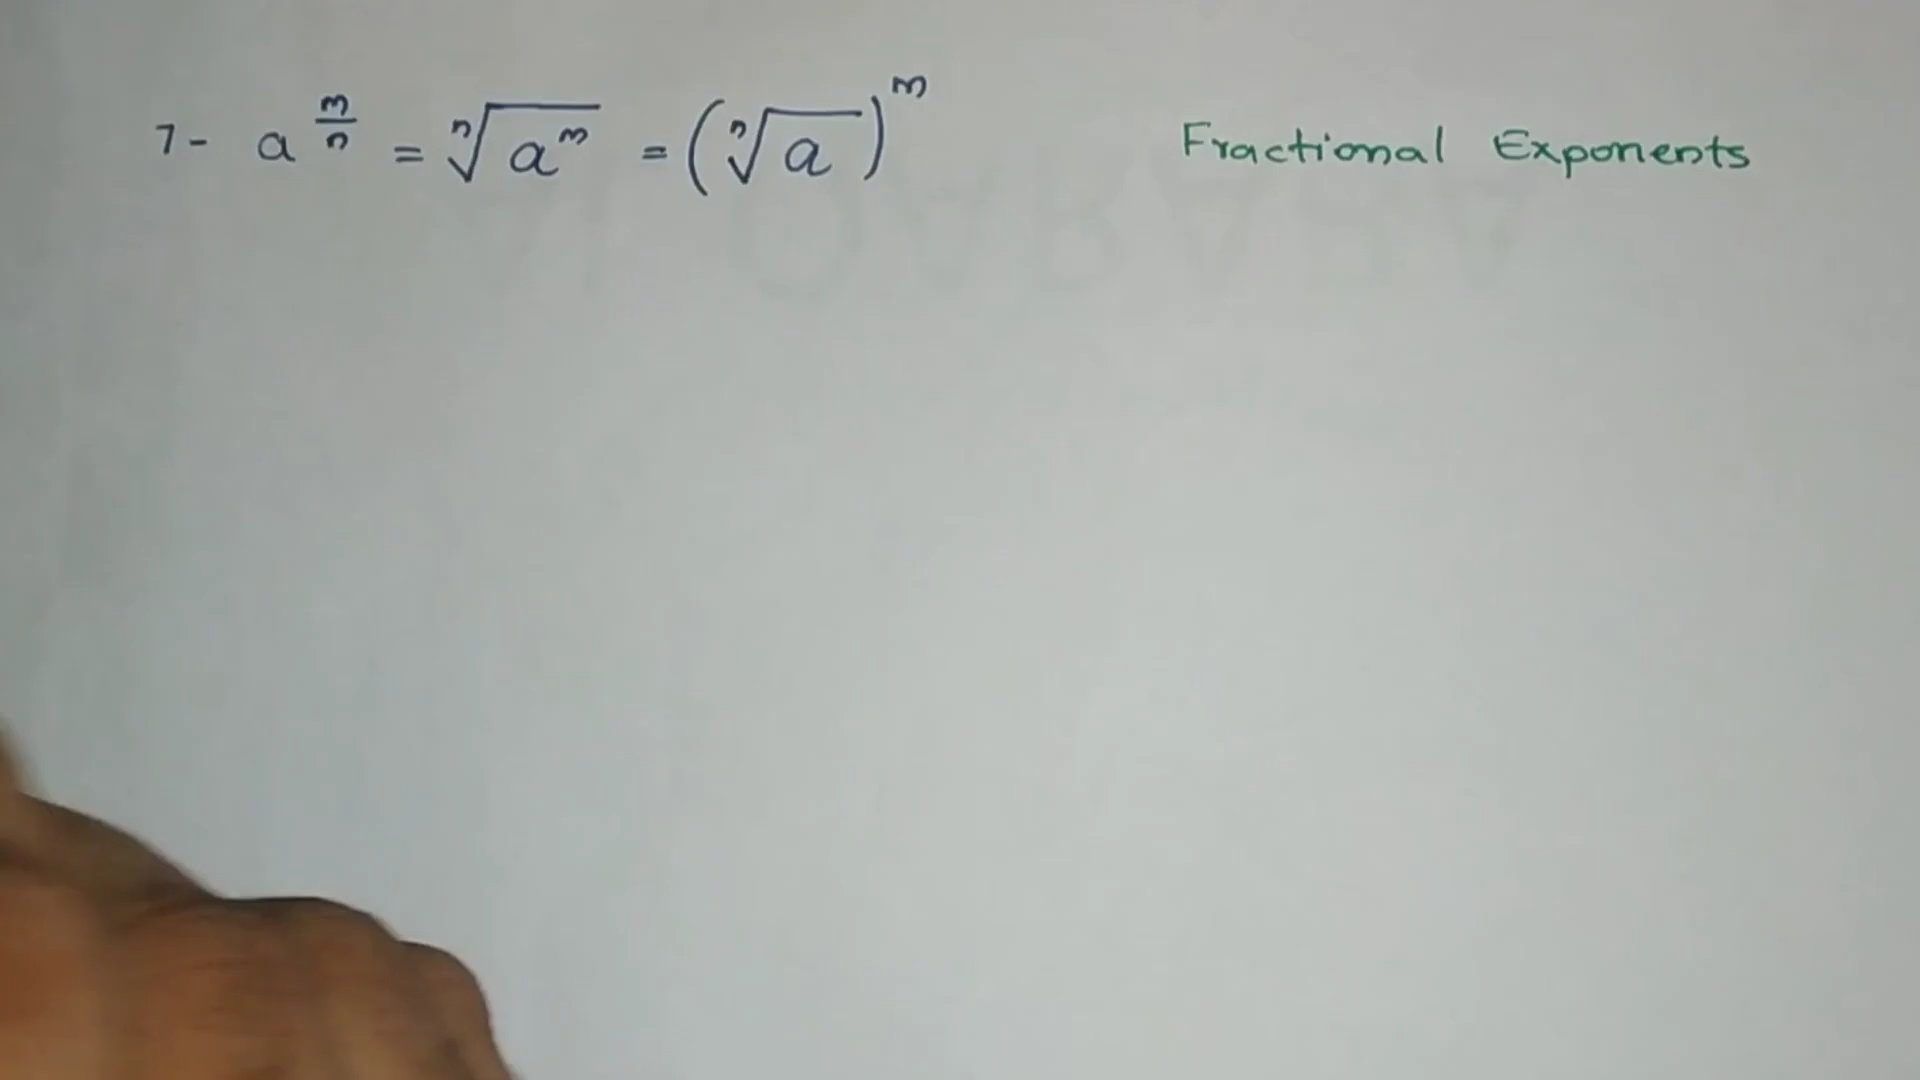 7- a^(m/n) = ⁿ√(a^m) = (ⁿ√a)^m Fractional Exponents